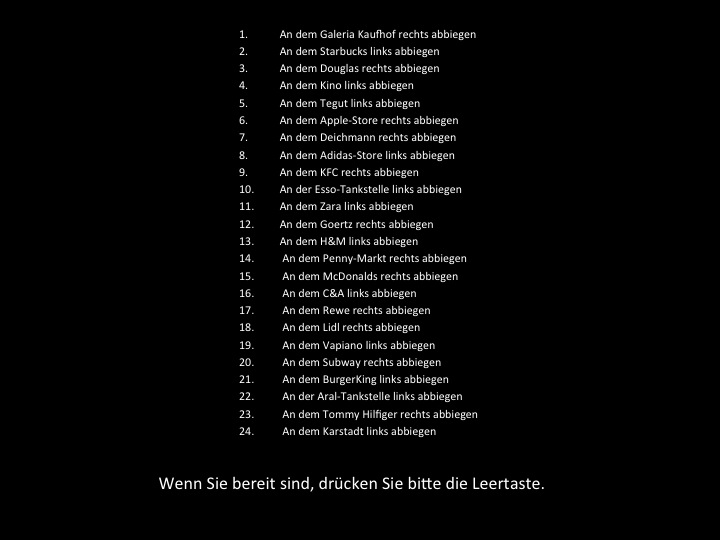 1. An dem Galeria Kaufhof rechts abbiegen
2. An dem Starbucks links abbiegen
3. An dem Douglas rechts abbiegen
4. An dem Kino links abbiegen
5. An dem Tegut links abbiegen
6. An dem Apple-Store rechts abbiegen
7. An dem Deichmann rechts abbiegen
8. An dem Adidas-Store links abbiegen
9. An dem KFC rechts abbiegen
10. An der Esso-Tankstelle links abbiegen
11. An dem Zara links abbiegen
12. An dem Goertz rechts abbiegen
13. An dem H&M links abbiegen
14. An dem Penny-Markt rechts abbiegen
15. An dem McDonalds rechts abbiegen
16. An dem C&A links abbiegen
17. An dem Rewe rechts abbiegen
18. An dem Lidl rechts abbiegen
19. An dem Vapiano links abbiegen
20. An dem Subway rechts abbiegen
21. An dem BurgerKing links abbiegen
22. An der Aral-Tankstelle links abbiegen
23. An dem Tommy Hilfiger rechts abbiegen
24. An dem Karstadt links abbiegen
Wenn Sie bereit sind, drücken Sie bitte die Leertaste.